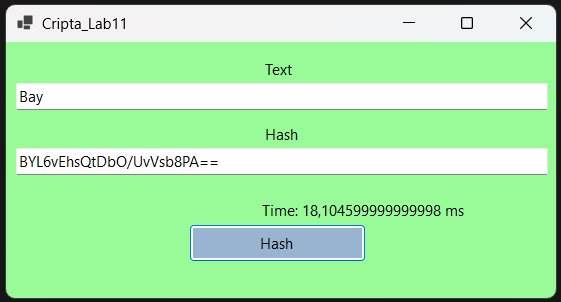 Cripta_Lab11
Text
Bay
Hash
BYL6vEhsQtDbO/UvVsb8PA==
Time: 18,104599999999998 ms
Hash